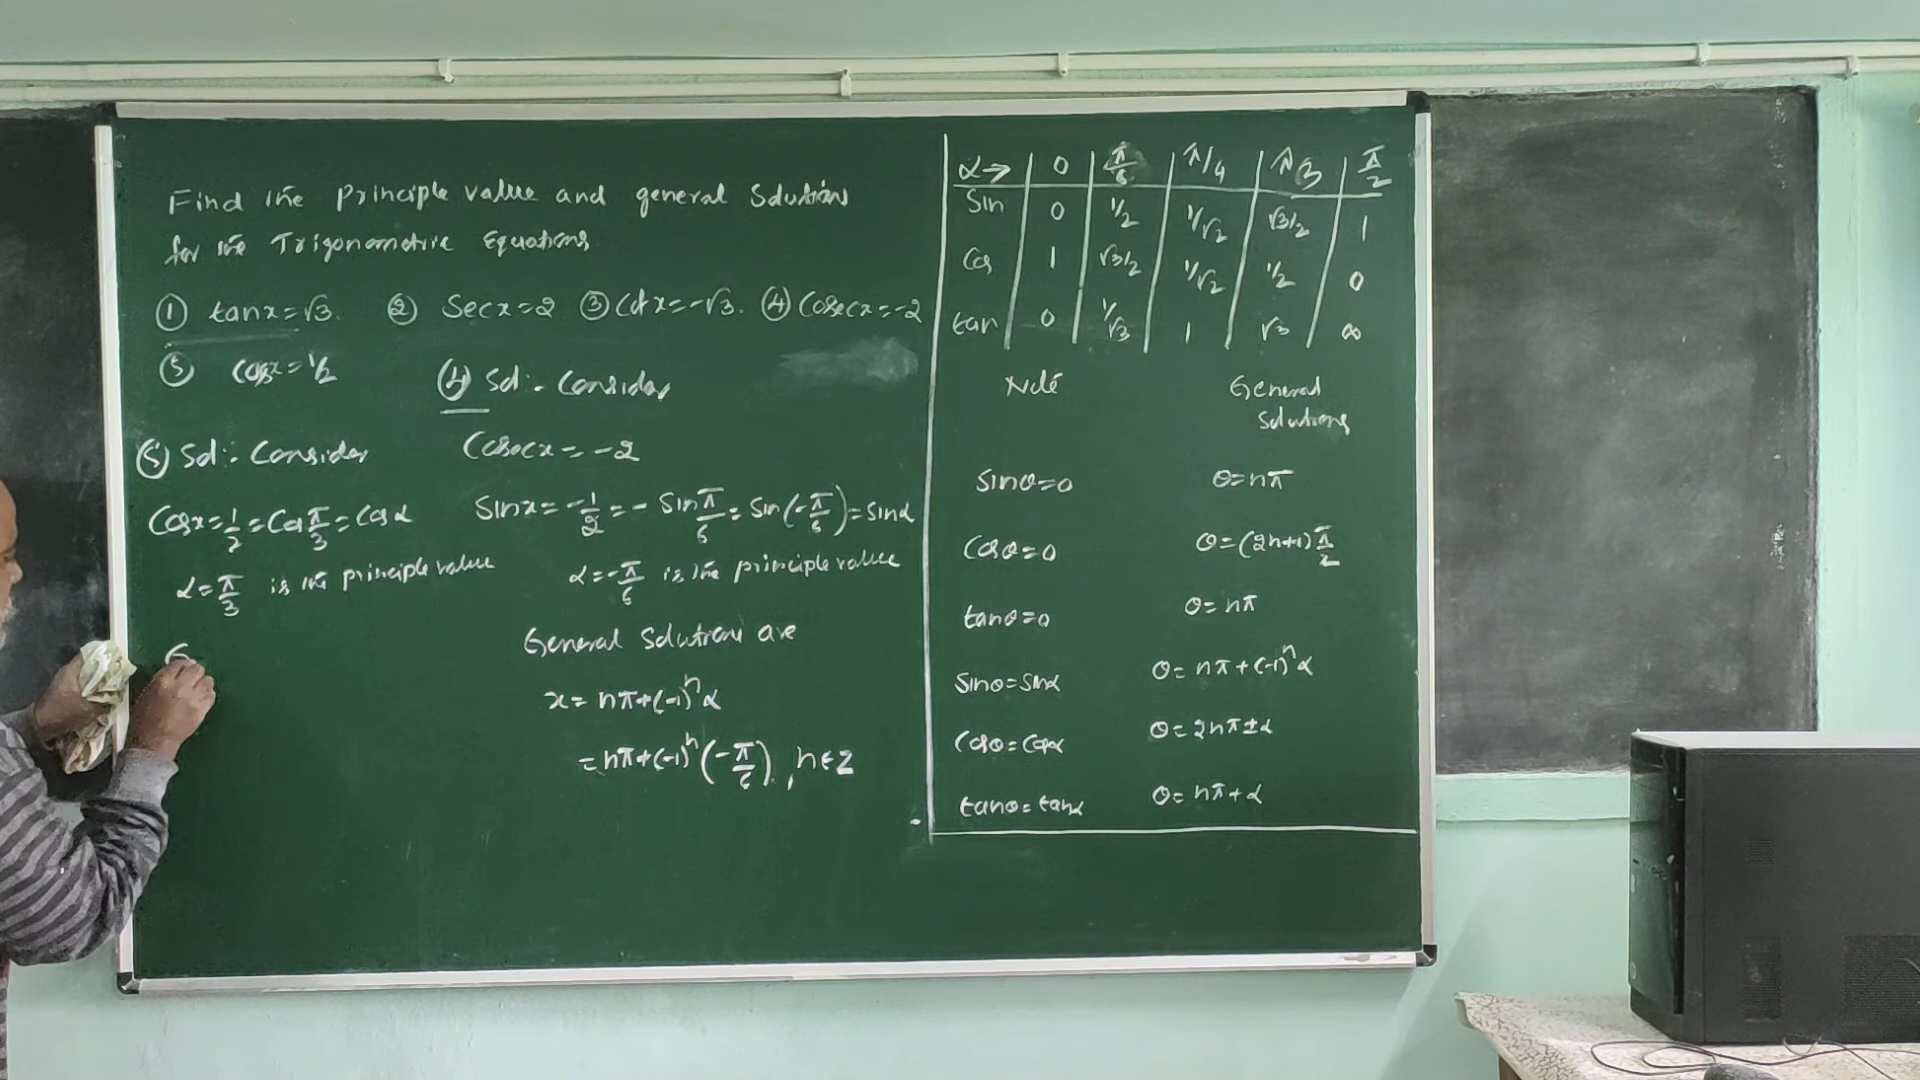 Find the Principle value and general Solutions
for the Trigonometric Equations
① tanx=√3. ② Secx=2 ③ Cotx=-√3. ④ Cosecx=-2
⑤ Cosx=1/2
④ Sol:- Consider
Cosecx=-2
Sinx=-1/2=-Sin π/6=Sin(-π/6)=sinα
α=-π/6 is the principle value
General Solutions are
x=nπ+(-1)ⁿα
=nπ+(-1)ⁿ(-π/6), n∈Z
⑤ Sol:- Consider
Cosx=1/2=Cos π/3=Cosα
α=π/3 is the principle value
G
α→ 0 π/6 π/4 π/3 π/2
Sin 0 1/2 1/√2 √3/2 1
Cos 1 √3/2 1/√2 1/2 0
tan 0 1/√3 1 √3 ∞
Note General
Solutions
Sinθ=0 θ=nπ
Cosθ=0 θ=(2n+1)π/2
tanθ=0 θ=nπ
Sinθ=Sinα θ=nπ+(-1)ⁿα
Cosθ=Cosα θ=2nπ±α
tanθ=tanα θ=nπ+α